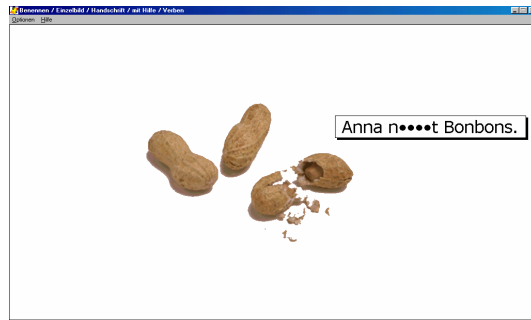 Benennen / Einzelbild / Handschrift / mit Hilfe / Verben
Optionen Hilfe
Anna n••••t Bonbons.